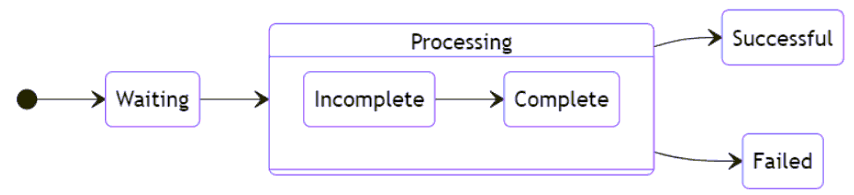 Processing
Successful
Waiting
Incomplete
Complete
Failed